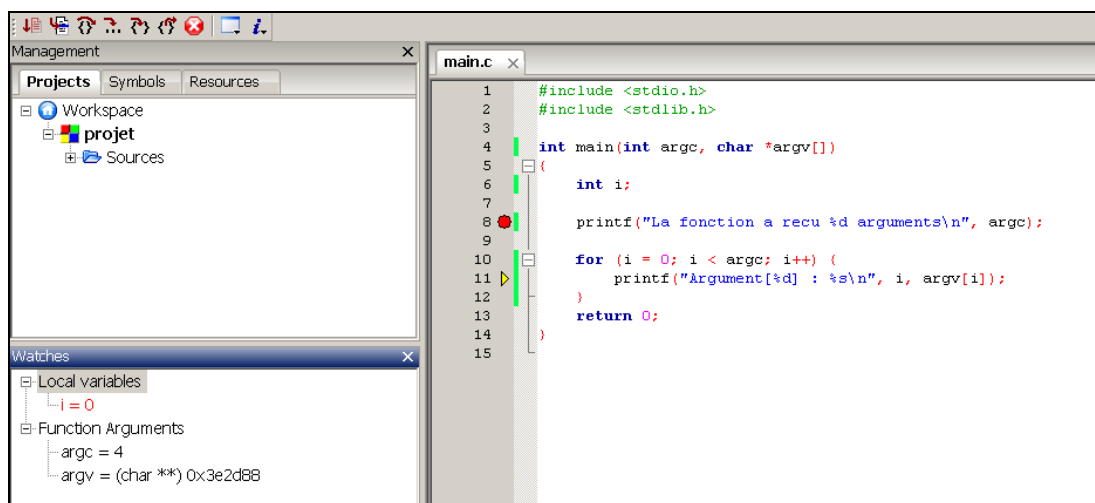 Management
Projects Symbols Resources
Workspace
projet
Sources
Watches
Local variables
i = 0
Function Arguments
argc = 4
argv = (char **) 0x3e2d88
main.c
1 #include <stdio.h>
2 #include <stdlib.h>
3
4 int main(int argc, char *argv[])
5 {
6 int i;
7
8 printf("La fonction a recu %d arguments\n", argc);
9
10 for (i = 0; i < argc; i++) {
11 printf("Argument[%d] : %s\n", i, argv[i]);
12 }
13 return 0;
14 }
15